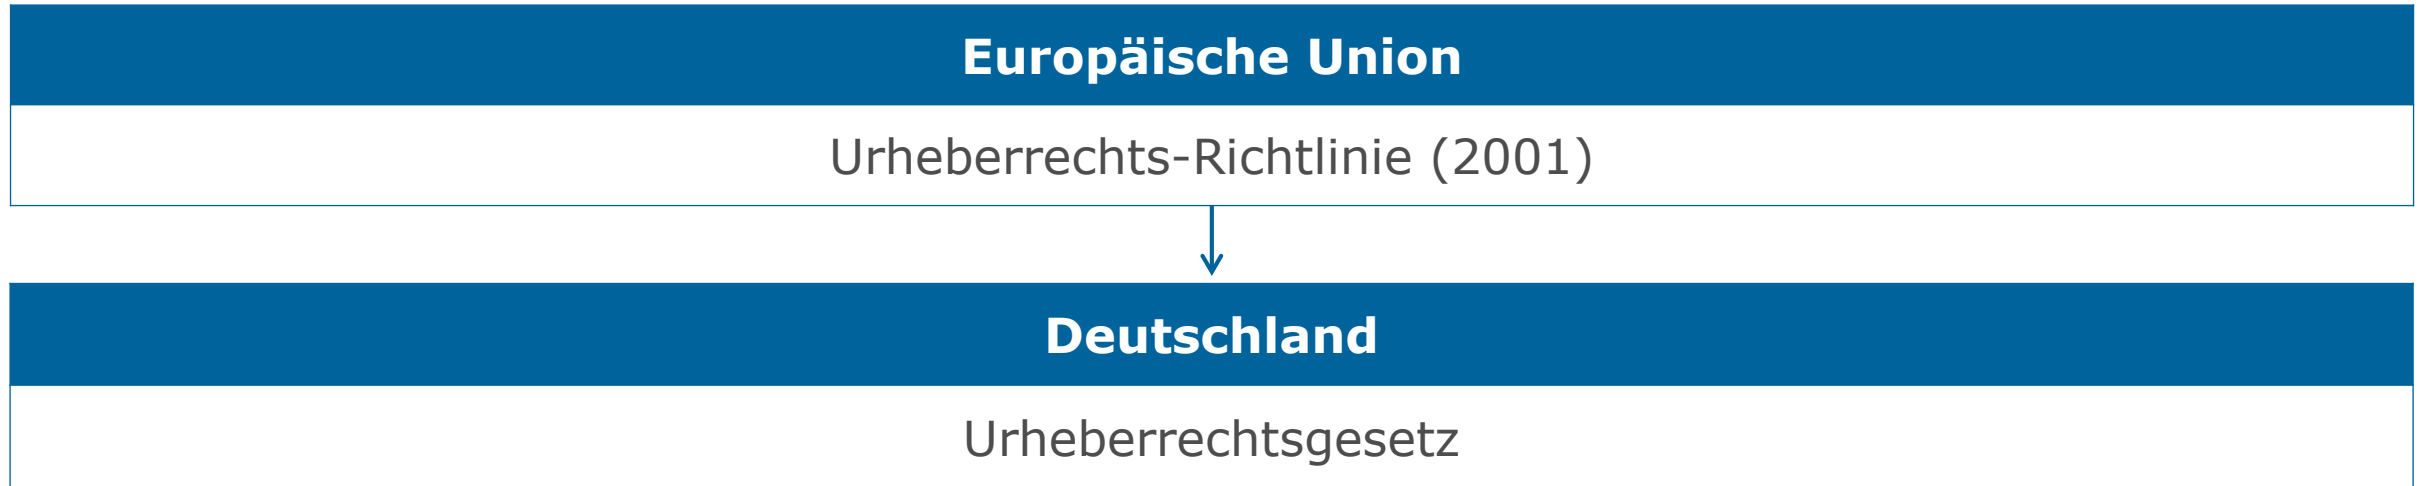 Europäische Union
Urheberrechts-Richtlinie (2001)
Deutschland
Urheberrechtsgesetz